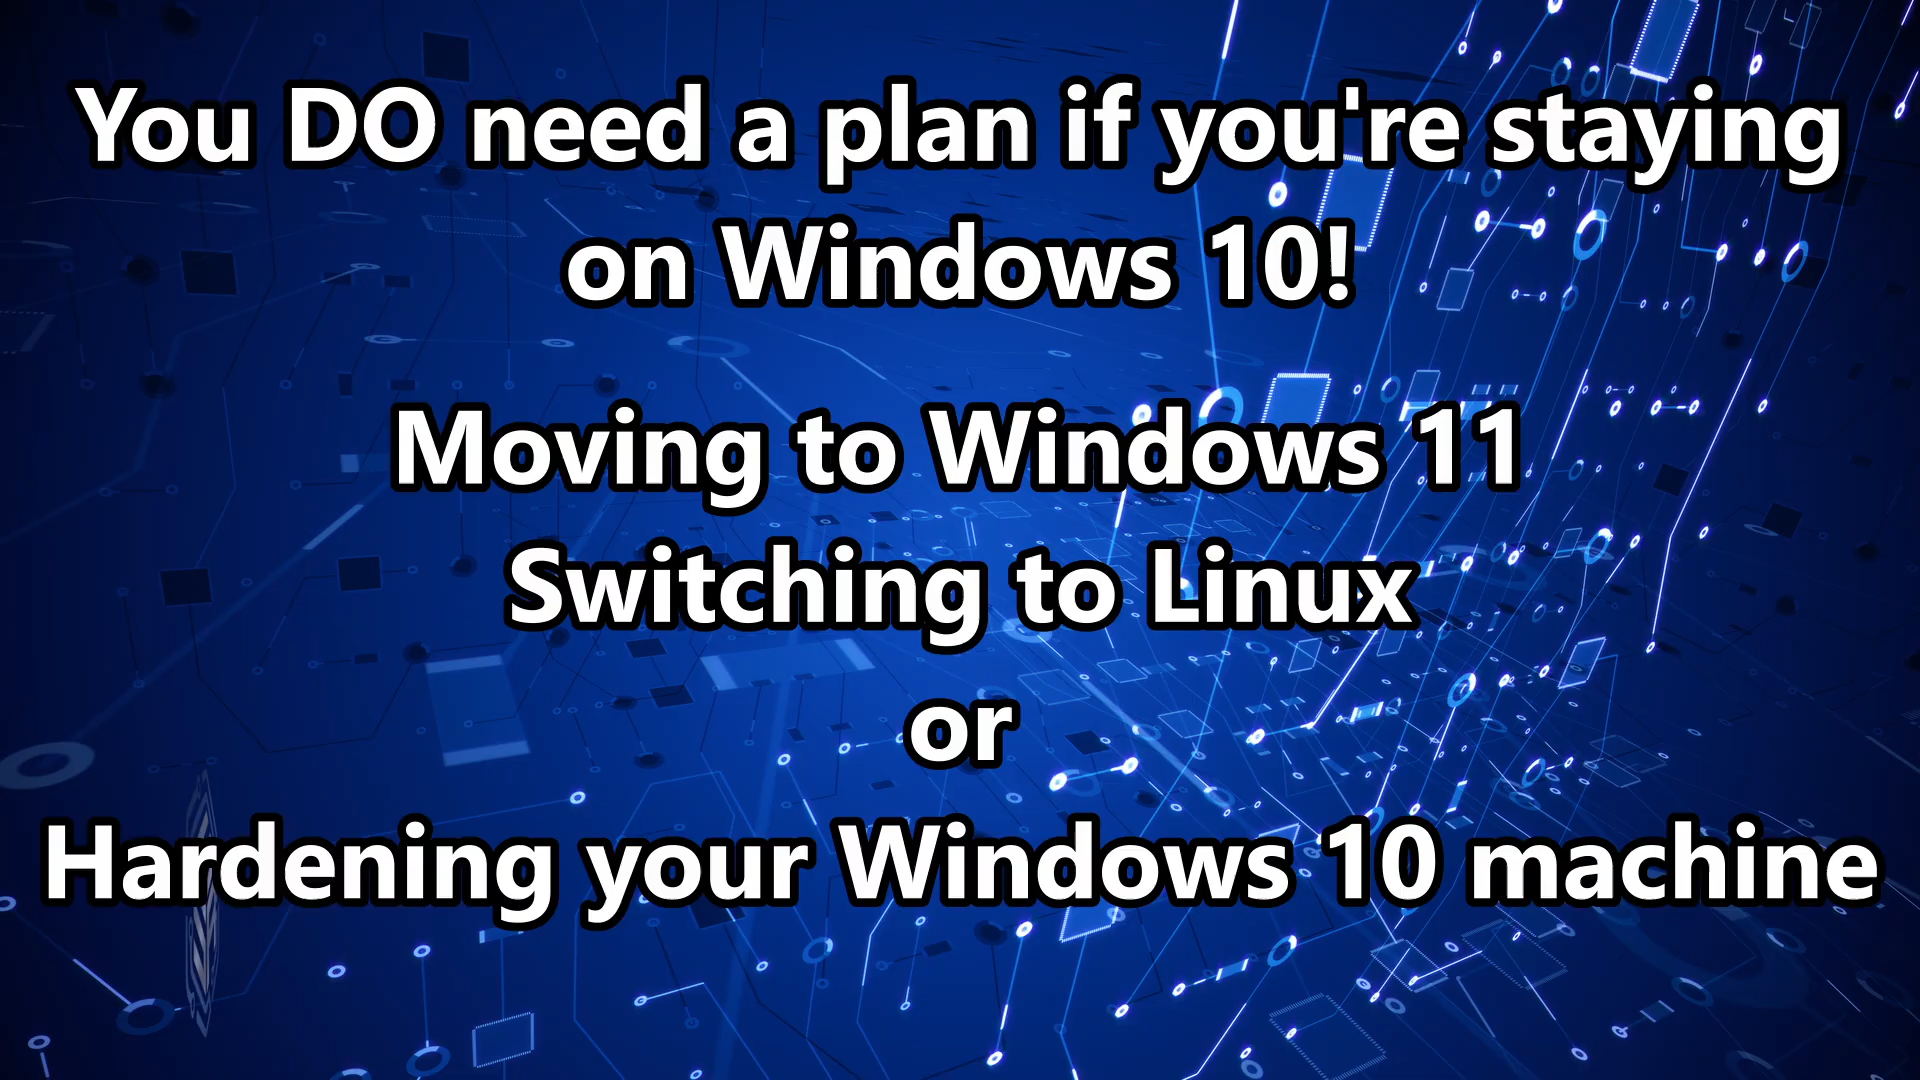 You DO need a plan if you're staying
on Windows 10!
Moving to Windows 11
Switching to Linux
or
Hardening your Windows 10 machine